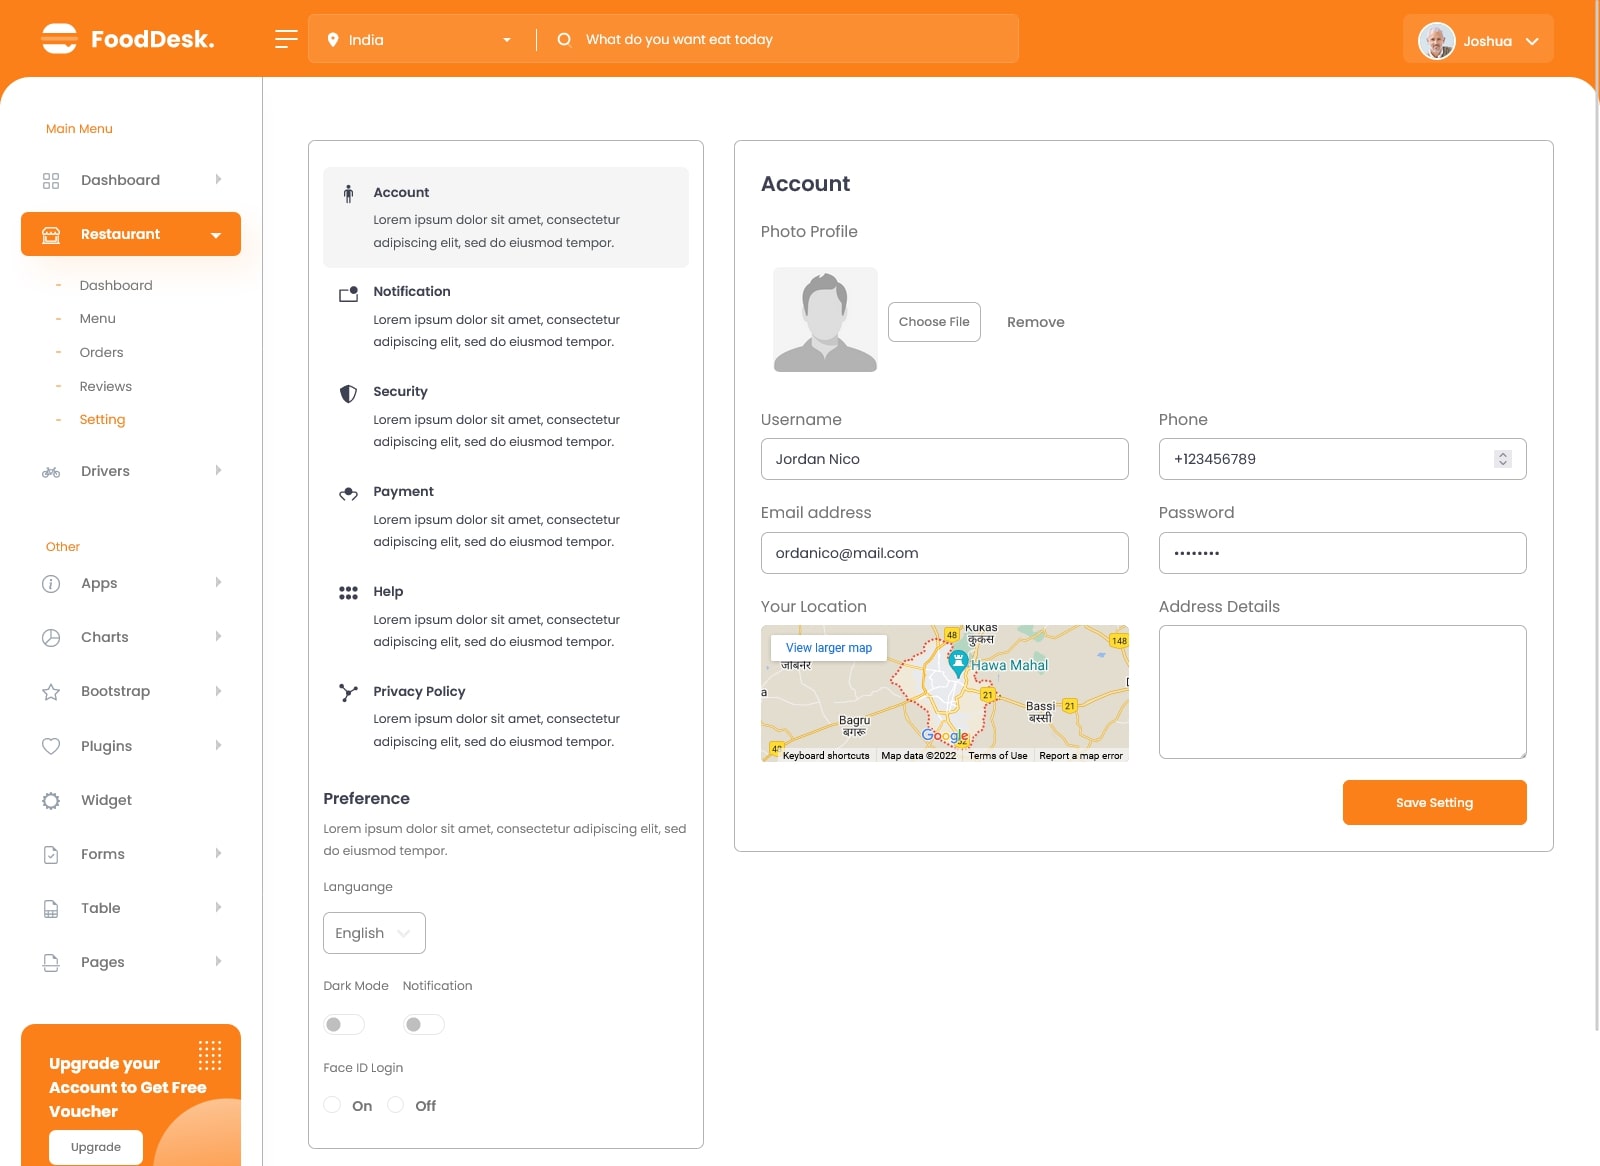 FoodDesk.
India
What do you want eat today
Joshua
Main Menu
Dashboard
Restaurant
Dashboard
Menu
Orders
Reviews
Setting
Drivers
Other
Apps
Charts
Bootstrap
Plugins
Widget
Forms
Table
Pages
Upgrade your
Account to Get Free
Voucher
Upgrade
Account
Lorem ipsum dolor sit amet, consectetur
adipiscing elit, sed do eiusmod tempor.
Notification
Lorem ipsum dolor sit amet, consectetur
adipiscing elit, sed do eiusmod tempor.
Security
Lorem ipsum dolor sit amet, consectetur
adipiscing elit, sed do eiusmod tempor.
Payment
Lorem ipsum dolor sit amet, consectetur
adipiscing elit, sed do eiusmod tempor.
Help
Lorem ipsum dolor sit amet, consectetur
adipiscing elit, sed do eiusmod tempor.
Privacy Policy
Lorem ipsum dolor sit amet, consectetur
adipiscing elit, sed do eiusmod tempor.
Preference
Lorem ipsum dolor sit amet, consectetur adipiscing elit, sed
do eiusmod tempor.
Languange
English
Dark Mode Notification
Face ID Login
On Off
Account
Photo Profile
Choose File
Remove
Username
Jordan Nico
Phone
+123456789
Email address
ordanico@mail.com
Password
••••••••
Your Location
View larger map
48
Kukas
कुकस
148
जोबनेर
Hawa Mahal
21
Bassi
बस्सी
21
Bagru
बगरू
Google
Keyboard shortcuts
Map data ©2022
Terms of Use
Report a map error
Address Details
Save Setting